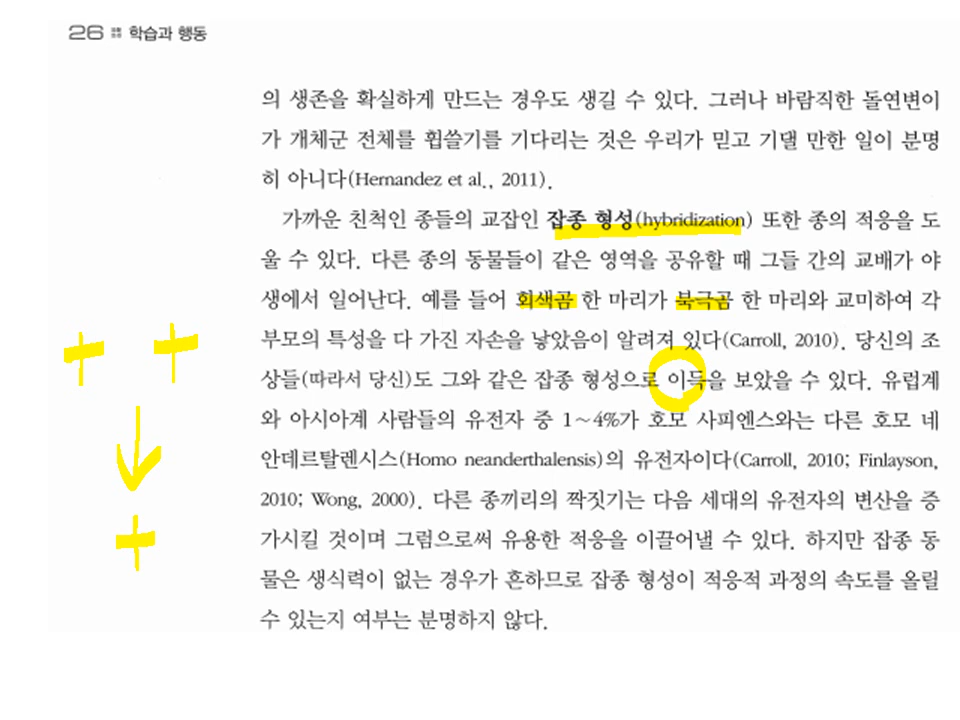 26 학습과 행동
의 생존을 확실하게 만드는 경우도 생길 수 있다. 그러나 바람직한 돌연변이
가 개체군 전체를 휩쓸기를 기다리는 것은 우리가 믿고 기댈 만한 일이 분명
히 아니다(Hernandez et al., 2011).
가까운 친척인 종들의 교잡인 잡종 형성(hybridization) 또한 종의 적응을 도
울 수 있다. 다른 종의 동물들이 같은 영역을 공유할 때 그들 간의 교배가 야
생에서 일어난다. 예를 들어 회색곰 한 마리가 북극곰 한 마리와 교미하여 각
부모의 특성을 다 가진 자손을 낳았음이 알려져 있다(Carroll, 2010). 당신의 조
상들(따라서 당신)도 그와 같은 잡종 형성으로 이득을 보았을 수 있다. 유럽계
와 아시아계 사람들의 유전자 중 1~4%가 호모 사피엔스와는 다른 호모 네
안데르탈렌시스(Homo neanderthalensis)의 유전자이다(Carroll, 2010; Finlayson,
2010; Wong, 2000). 다른 종끼리의 짝짓기는 다음 세대의 유전자의 변산을 증
가시킬 것이며 그럼으로써 유용한 적응을 이끌어낼 수 있다. 하지만 잡종 동
물은 생식력이 없는 경우가 흔하므로 잡종 형성이 적응적 과정의 속도를 올릴
수 있는지 여부는 분명하지 않다.